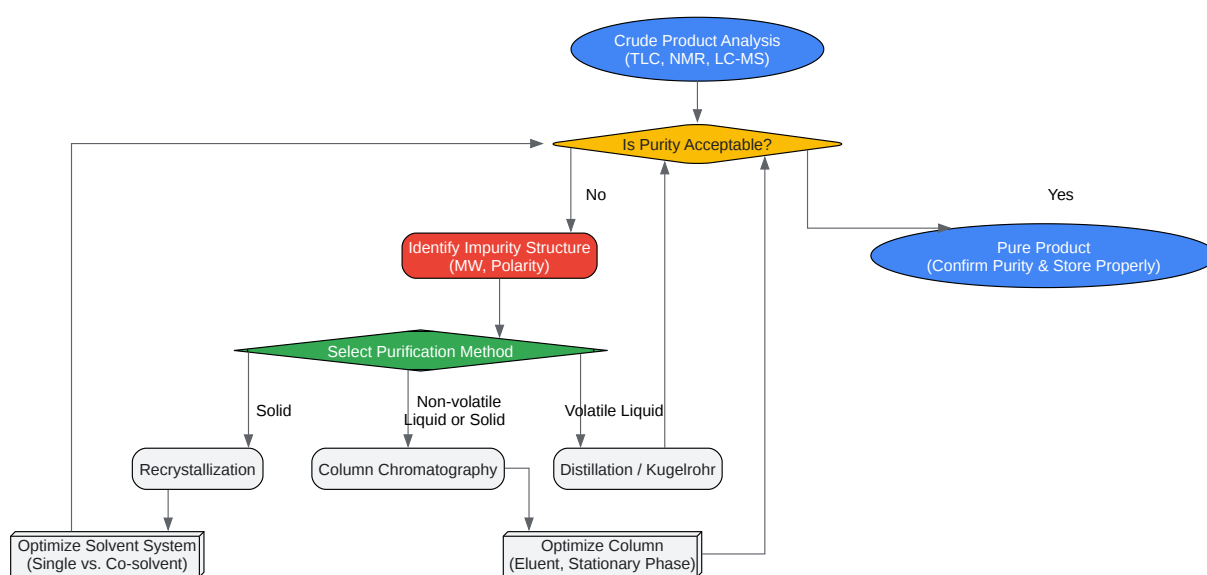 Crude Product Analysis
(TLC, NMR, LC-MS)
Is Purity Acceptable?
No
Yes
Identify Impurity Structure
(MW, Polarity)
Pure Product
(Confirm Purity & Store Properly)
Select Purification Method
Solid
Non-volatile
Liquid or Solid
Volatile Liquid
Recrystallization
Column Chromatography
Distillation / Kugelrohr
Optimize Solvent System
(Single vs. Co-solvent)
Optimize Column
(Eluent, Stationary Phase)